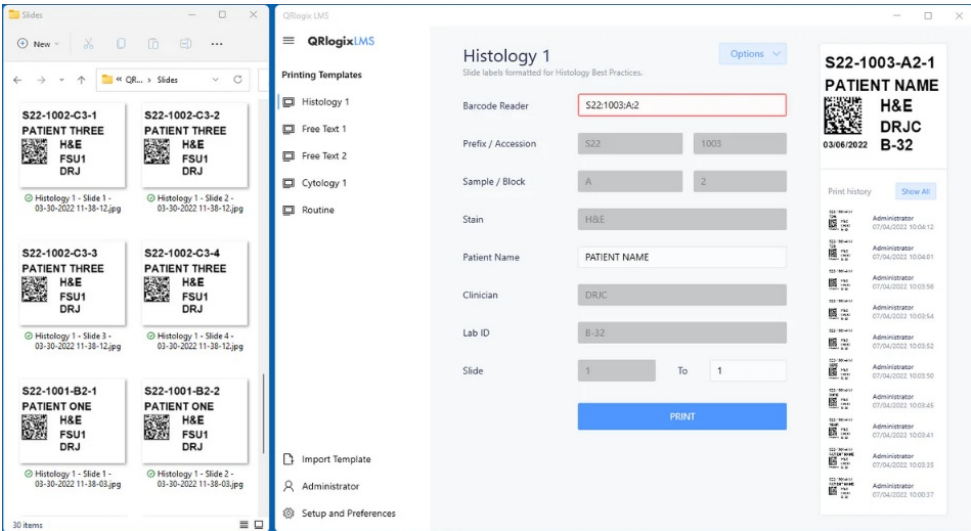 Slides
New
« QR... > Slides
S22-1002-C3-1
PATIENT THREE
H&E
FSU1
DRJ
Histology 1 - Slide 1 -
03-30-2022 11-38-12.jpg
S22-1002-C3-2
PATIENT THREE
H&E
FSU1
DRJ
Histology 1 - Slide 2 -
03-30-2022 11-38-12.jpg
S22-1002-C3-3
PATIENT THREE
H&E
FSU1
DRJ
Histology 1 - Slide 3 -
03-30-2022 11-38-12.jpg
S22-1002-C3-4
PATIENT THREE
H&E
FSU1
DRJ
Histology 1 - Slide 4 -
03-30-2022 11-38-12.jpg
S22-1001-B2-1
PATIENT ONE
H&E
FSU1
DRJ
Histology 1 - Slide 1 -
03-30-2022 11-38-03.jpg
S22-1001-B2-2
PATIENT ONE
H&E
FSU1
DRJ
Histology 1 - Slide 2 -
03-30-2022 11-38-03.jpg
30 items
QRlogix LMS
QRlogixLMS
Printing Templates
Histology 1
Free Text 1
Free Text 2
Cytology 1
Routine
Import Template
Administrator
Setup and Preferences
Histology 1
Slide labels formatted for Histology Best Practices.
Options
Barcode Reader S22;1003;A;2
Prefix / Accession S22 1003
Sample / Block A 2
Stain H&E
Patient Name PATIENT NAME
Clinician DRJC
Lab ID B-32
Slide 1 To 1
PRINT
S22-1003-A2-1
PATIENT NAME
H&E
DRJC
03/06/2022 B-32
Print history Show All
Administrator
07/04/2022 10:04:12
Administrator
07/04/2022 10:04:01
Administrator
07/04/2022 10:03:58
Administrator
07/04/2022 10:03:54
Administrator
07/04/2022 10:03:52
Administrator
07/04/2022 10:03:50
Administrator
07/04/2022 10:03:45
Administrator
07/04/2022 10:03:41
Administrator
07/04/2022 10:03:35
Administrator
07/04/2022 10:00:37